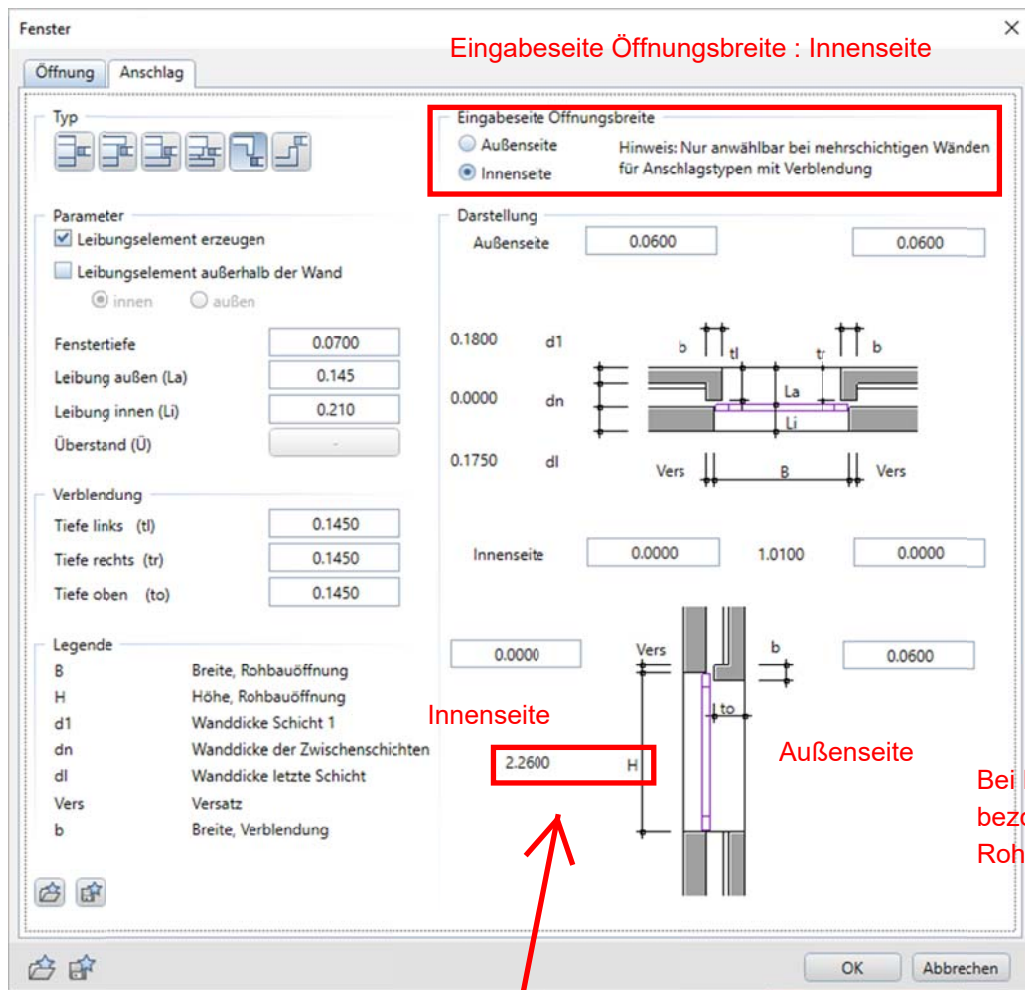 Fenster
Eingabeseite Öffnungsbreite : Innenseite
Öffnung Anschlag
Typ
Eingabeseite Öffnungsbreite
Außenseite
Innensete
Hinweis: Nur anwählbar bei mehrschichtigen Wänden
für Anschlagstypen mit Verblendung
Parameter
Leibungselement erzeugen
Leibungselement außerhalb der Wand
innen außen
Fenstertiefe 0.0700
Leibung außen (La) 0.145
Leibung innen (Li) 0.210
Überstand (Ü) -
Verblendung
Tiefe links (tl) 0.1450
Tiefe rechts (tr) 0.1450
Tiefe oben (to) 0.1450
Legende
B Breite, Rohbauöffnung
H Höhe, Rohbauöffnung
d1 Wanddicke Schicht 1
dn Wanddicke der Zwischenschichten
dl Wanddicke letzte Schicht
Vers Versatz
b Breite, Verblendung
Darstellung
Außenseite 0.0600 0.0600
0.1800 d1
0.0000 dn
0.1750 dl
b tl tr b
La
Li
Vers B Vers
Innenseite 0.0000 1.0100 0.0000
0.0000 Vers b 0.0600
to
Innenseite
Außenseite
2.2600 H
Bei
Roh
OK Abbrechen